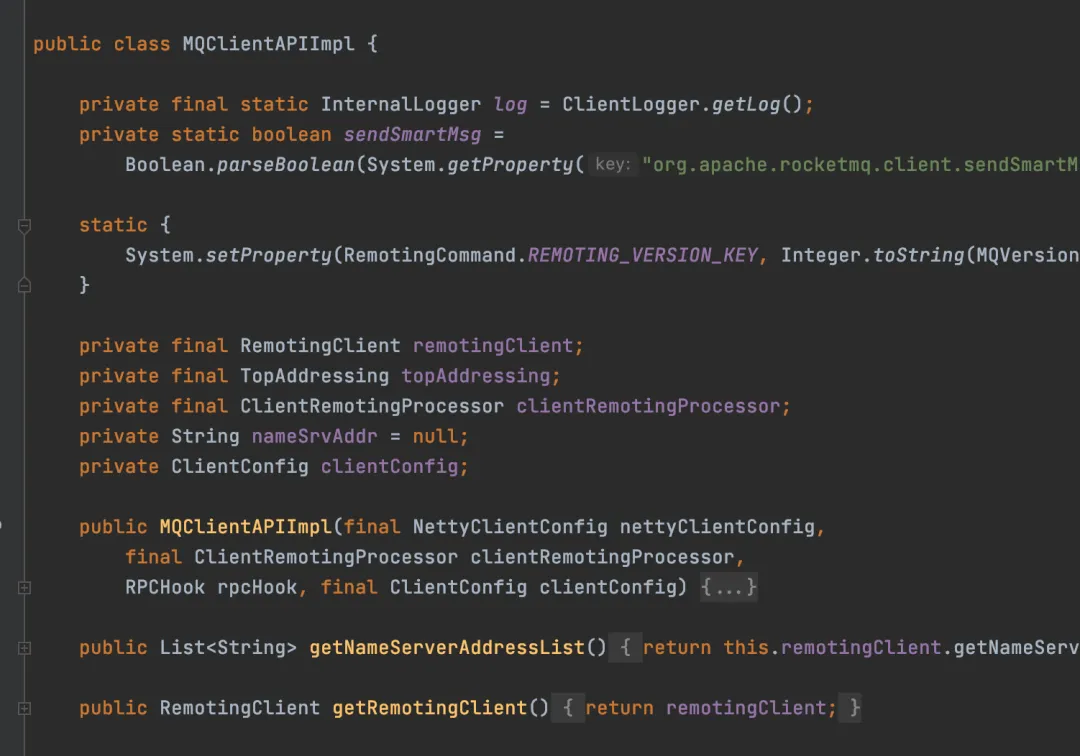 public class MQClientAPIImpl {
private final static InternalLogger log = ClientLogger.getLog();
private static boolean sendSmartMsg =
Boolean.parseBoolean(System.getProperty( key: "org.apache.rocketmq.client.sendSmartM
static {
System.setProperty(RemotingCommand.REMOTING_VERSION_KEY, Integer.toString(MQVersion
}
private final RemotingClient remotingClient;
private final TopAddressing topAddressing;
private final ClientRemotingProcessor clientRemotingProcessor;
private String nameSrvAddr = null;
private ClientConfig clientConfig;
public MQClientAPIImpl(final NettyClientConfig nettyClientConfig,
final ClientRemotingProcessor clientRemotingProcessor,
RPCHook rpcHook, final ClientConfig clientConfig) {...}
public List<String> getNameServerAddressList() { return this.remotingClient.getNameServ
public RemotingClient getRemotingClient() { return remotingClient; }